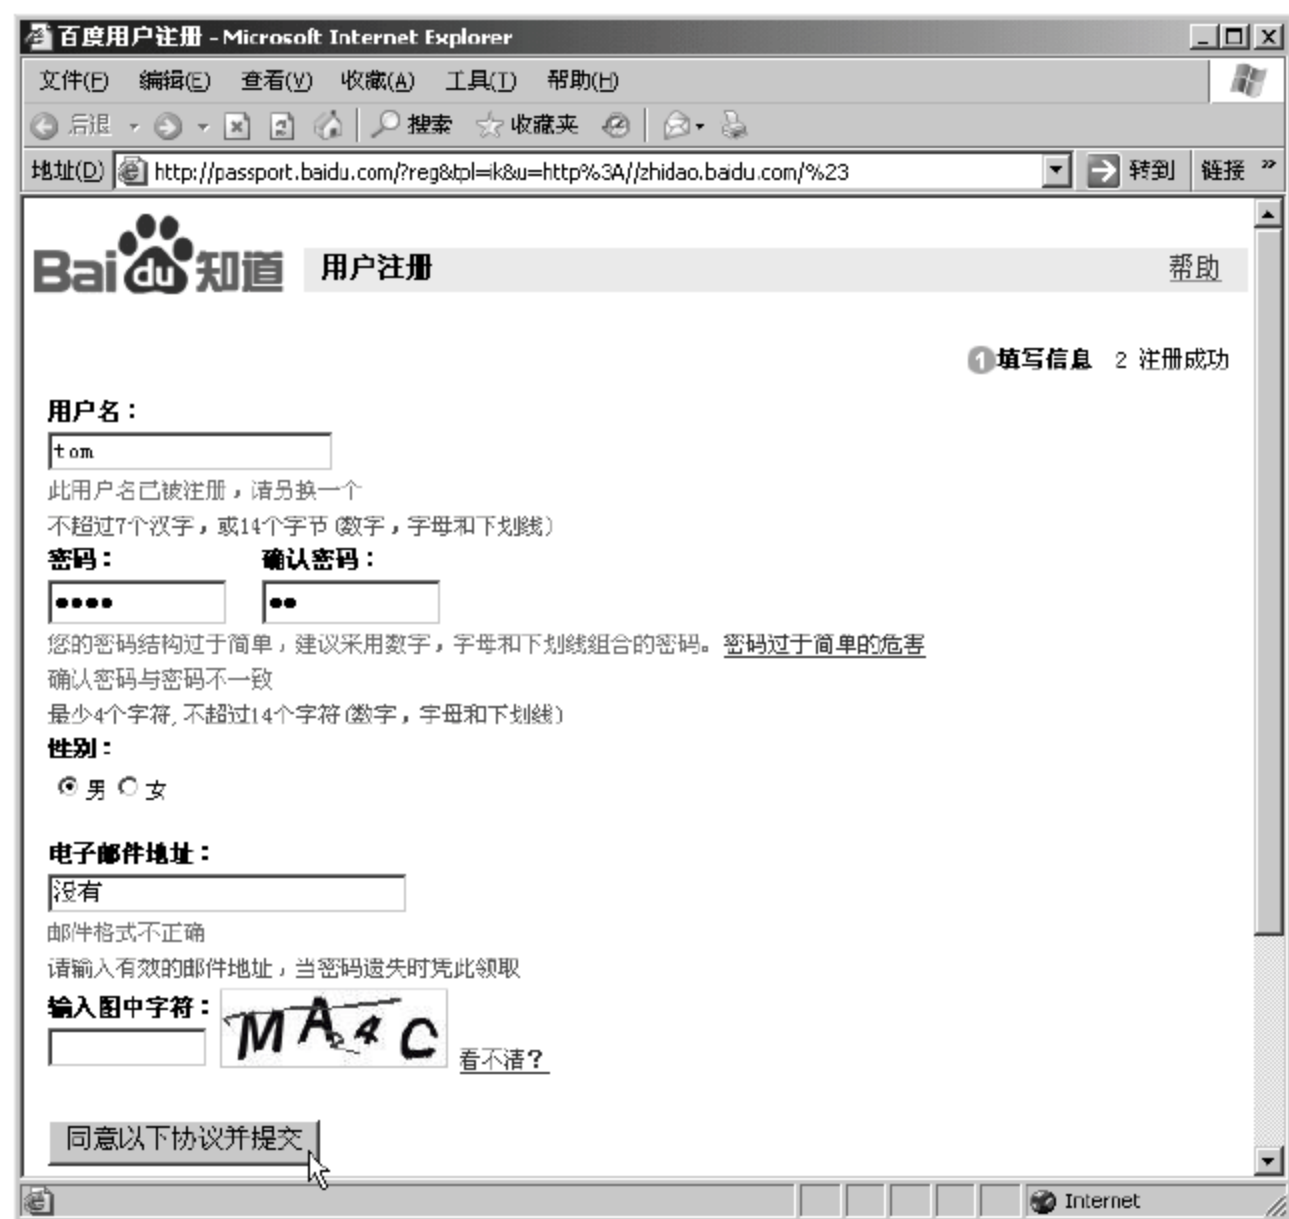 百度用户注册 - Microsoft Internet Explorer
文件(F) 编辑(E) 查看(V) 收藏(A) 工具(T) 帮助(H)
后退 搜索 收藏夹
地址(D) http://passport.baidu.com/?reg&tpl=ik&u=http%3A//zhidao.baidu.com/%23 转到 链接 »
Bai du 知道 用户注册 帮助
1 填写信息 2 注册成功
用户名：
tom
此用户名已被注册，请另换一个
不超过7个汉字，或14个字节(数字，字母和下划线)
密码： 确认密码：
●●●● ●●
您的密码结构过于简单，建议采用数字，字母和下划线组合的密码。密码过于简单的危害
确认密码与密码不一致
最少4个字符,不超过14个字符(数字，字母和下划线)
性别：
男 女
电子邮件地址：
没有
邮件格式不正确
请输入有效的邮件地址，当密码遗失时凭此领取
输入图中字符： MA4C
看不清？
同意以下协议并提交
Internet